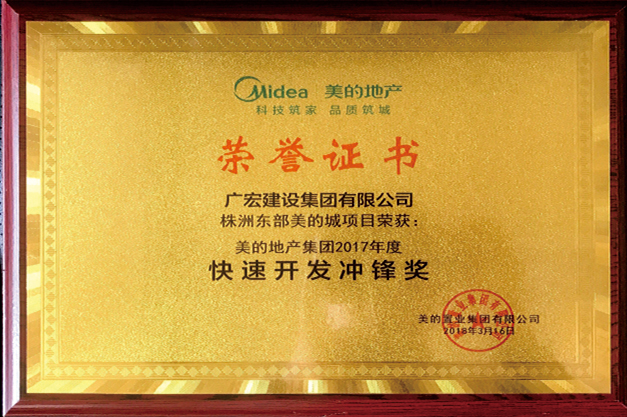 Midea 美的地产
科技筑家 品质筑城
荣誉证书
广宏建设集团有限公司
株洲东部美的城项目荣获：
美的地产集团2017年度
快速开发冲锋奖
美的置业集团有限公司
2018年3月16日